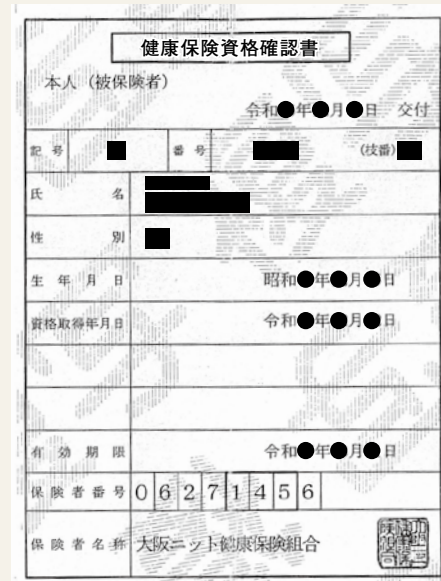 健康保険資格確認書
本人（被保険者）
令和●年●月●日 交付
記号 番号 (枝番)
氏名
性別
生年月日 昭和●年●月●日
資格取得年月日 令和●年●月●日
有効期限 令和●年●月●日
保険者番号 06271456
保険者名称 大阪ニット健康保険組合